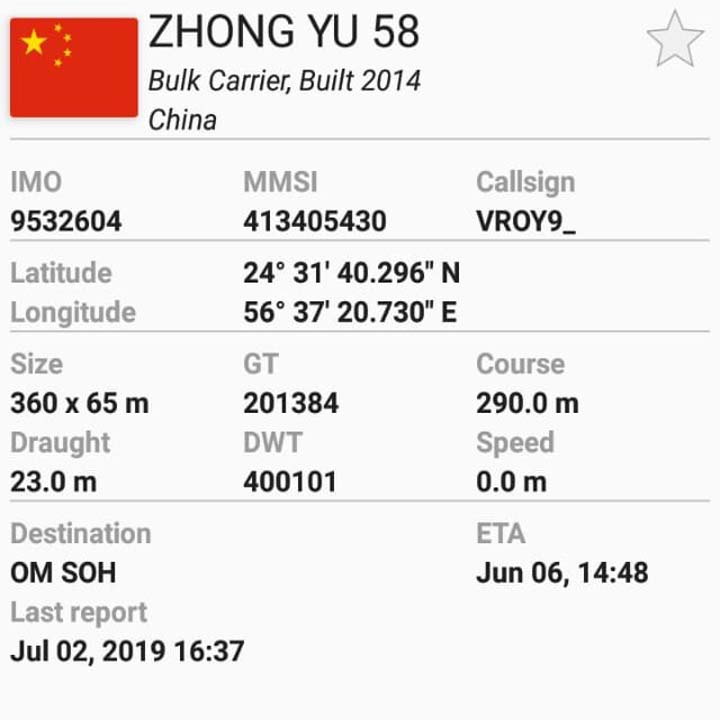 ZHONG YU 58
Bulk Carrier, Built 2014
China
IMO MMSI Callsign
9532604 413405430 VROY9_
Latitude 24° 31' 40.296" N
Longitude 56° 37' 20.730" E
Size GT Course
360 x 65 m 201384 290.0 m
Draught DWT Speed
23.0 m 400101 0.0 m
Destination ETA
OM SOH Jun 06, 14:48
Last report
Jul 02, 2019 16:37